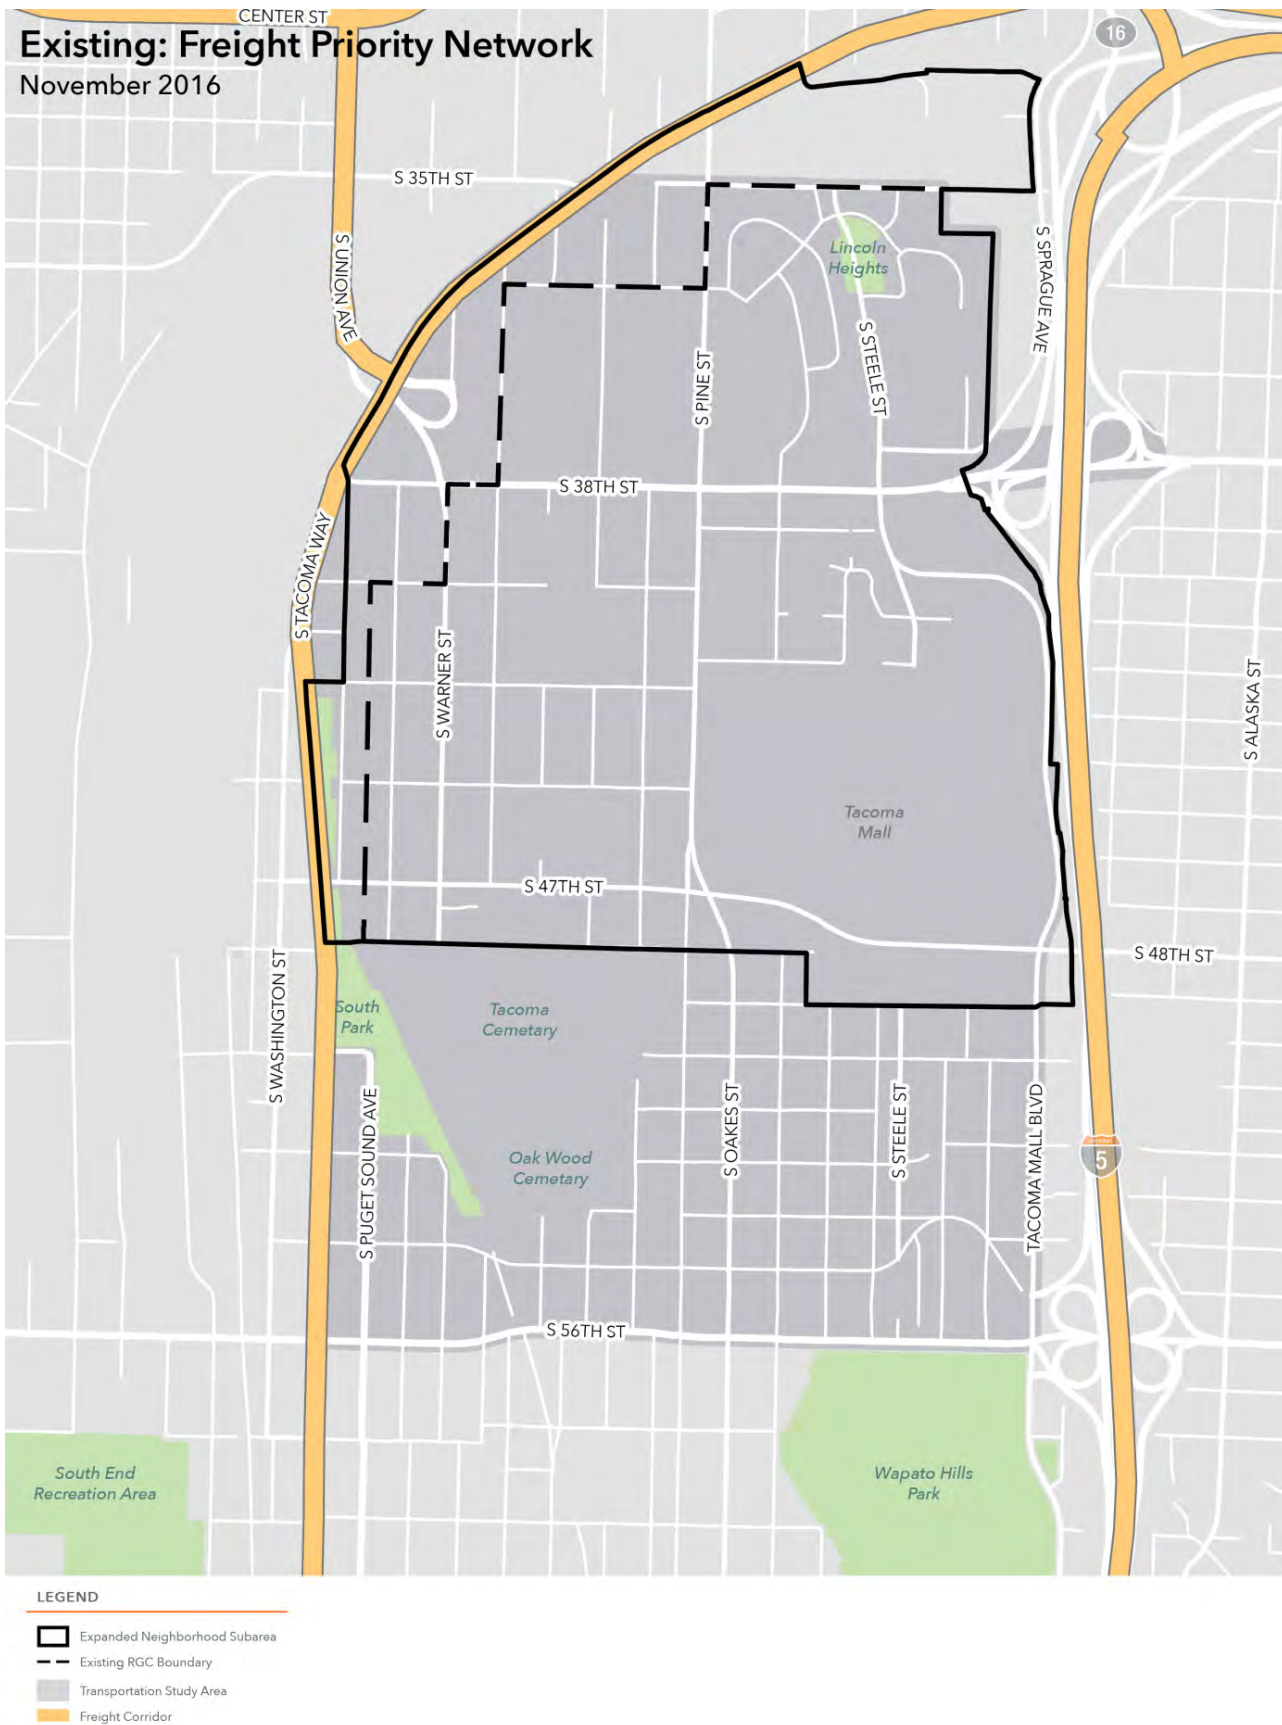 CENTER ST
Existing: Freight Priority Network
16
November 2016
S 35TH ST
S UNION AVE
Lincoln
Heights
S SPRAGUE AVE
S STEELE ST
S PINE ST
S 38TH ST
S TACOMA WAY
S WARNER ST
S ALASKA ST
Tacoma
Mall
S 47TH ST
S 48TH ST
S WASHINGTON ST
South
Park
Tacoma
Cemetary
S PUGET SOUND AVE
S OAKES ST
S STEELE ST
TACOMA MALL BLVD
5
Oak Wood
Cemetary
S 56TH ST
South End
Recreation Area
Wapato Hills
Park
LEGEND
Expanded Neighborhood Subarea
Existing RGC Boundary
Transportation Study Area
Freight Corridor